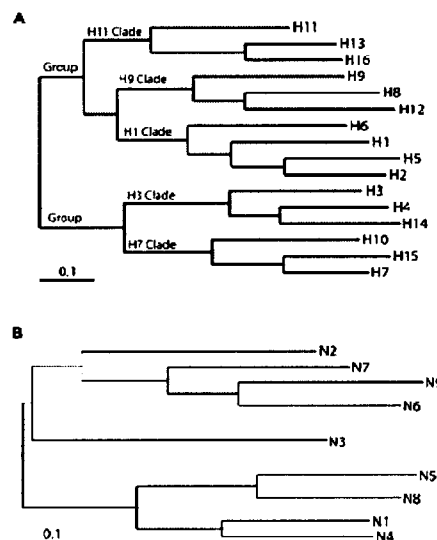 A
H11 Clade
H11
H13
H16
Group
H9 Clade
H9
H8
H12
H1 Clade
H6
H1
H5
H2
Group
H3 Clade
H3
H4
H14
H7 Clade
H10
H15
H7
0.1
B
N2
N7
N9
N6
N3
N5
N8
N1
N4
0.1